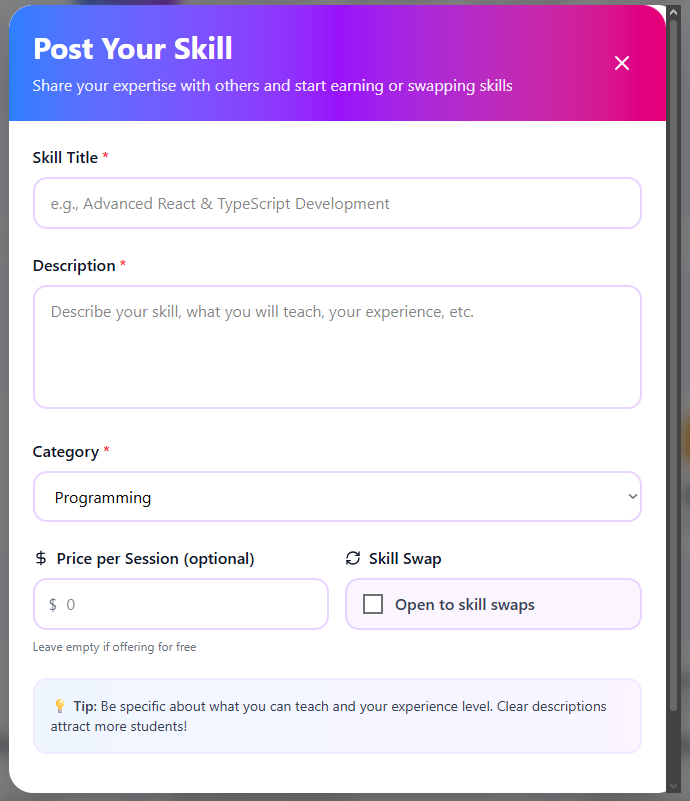 Post Your Skill
Share your expertise with others and start earning or swapping skills
Skill Title *
e.g., Advanced React & TypeScript Development
Description *
Describe your skill, what you will teach, your experience, etc.
Category *
Programming
$ Price per Session (optional)
Skill Swap
$ 0
Open to skill swaps
Leave empty if offering for free
💡 Tip: Be specific about what you can teach and your experience level. Clear descriptions
attract more students!